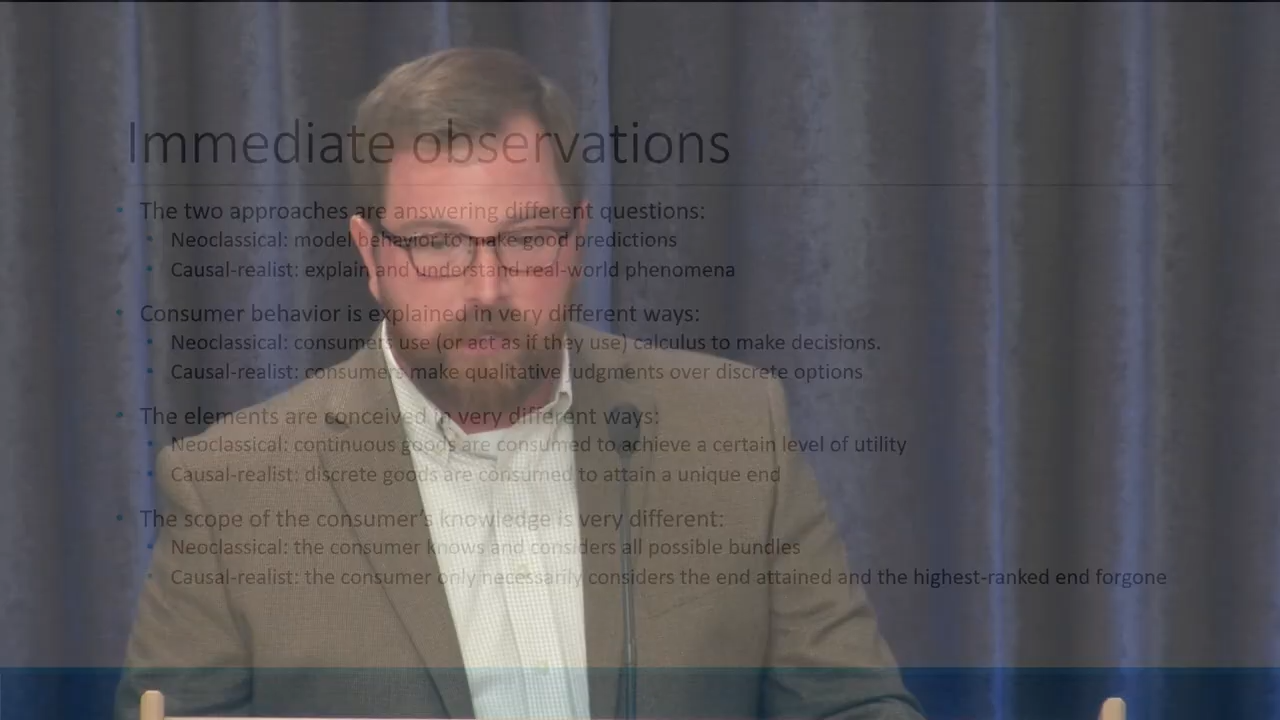 Immediate observations
• The two approaches are answering different questions:
• Neoclassical: model behavior to make good predictions
• Causal-realist: explain and understand real-world phenomena
• Consumer behavior is explained in very different ways:
• Neoclassical: consumers use (or act as if they use) calculus to make decisions.
• Causal-realist: consumers make qualitative judgments over discrete options
• The elements are conceived in very different ways:
• Neoclassical: continuous goods are consumed to achieve a certain level of utility
• Causal-realist: discrete goods are consumed to attain a unique end
• The scope of the consumer's knowledge is very different:
• Neoclassical: the consumer knows and considers all possible bundles
• Causal-realist: the consumer only necessarily considers the end attained and the highest-ranked end forgone